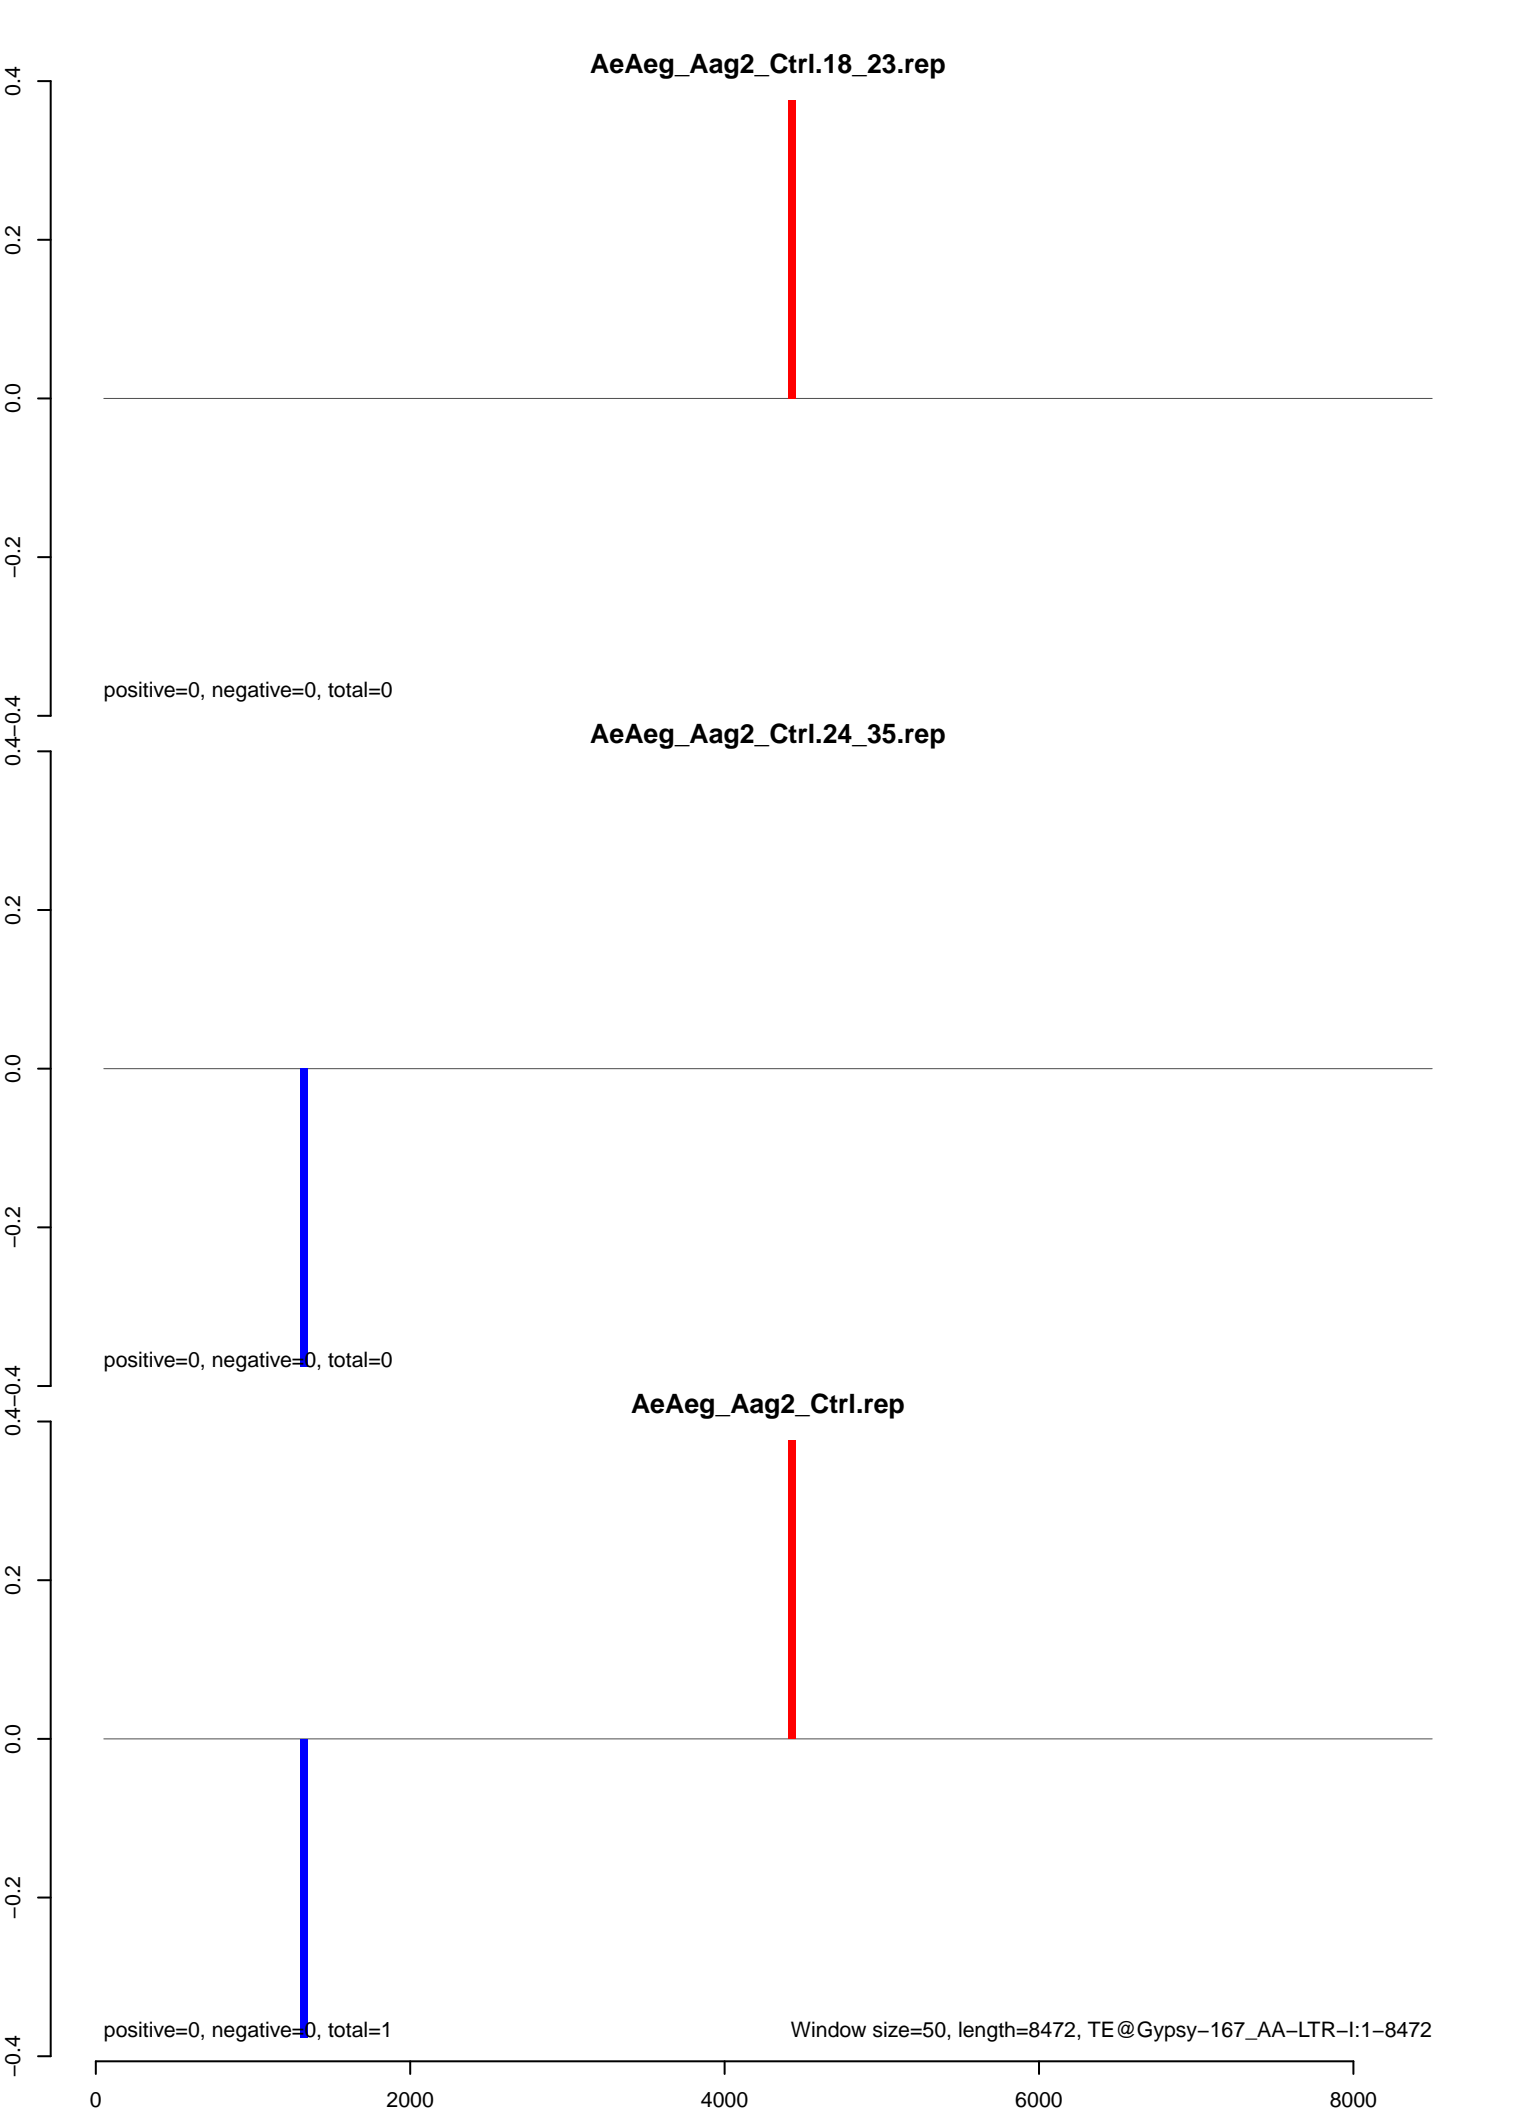 AeAeg_Aag2_Ctrl.18_23.rep
0.4
0.2
0.0
−0.2
−0.4
positive=0, negative=0, total=0
AeAeg_Aag2_Ctrl.24_35.rep
0.4
0.2
0.0
−0.2
−0.4
positive=0, negative=0, total=0
AeAeg_Aag2_Ctrl.rep
0.4
0.2
0.0
−0.2
−0.4
positive=0, negative=0, total=1
Window size=50, length=8472, TE@Gypsy−167_AA−LTR−I:1−8472
0 2000 4000 6000 8000